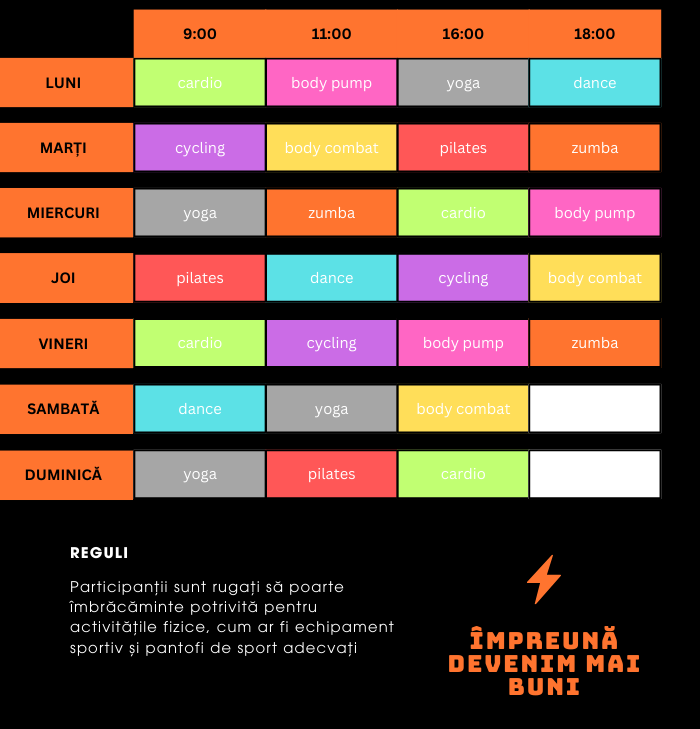 9:00 11:00 16:00 18:00
LUNI cardio body pump yoga dance
MARȚI cycling body combat pilates zumba
MIERCURI yoga zumba cardio body pump
JOI pilates dance cycling body combat
VINERI cardio cycling body pump zumba
SAMBATĂ dance yoga body combat
DUMINICĂ yoga pilates cardio
REGULI
Participanții sunt rugați să poarte
îmbrăcăminte potrivită pentru
activitățile fizice, cum ar fi echipament
sportiv și pantofi de sport adecvați
ÎMPREUNĂ
DEVENIM MAI
BUNI